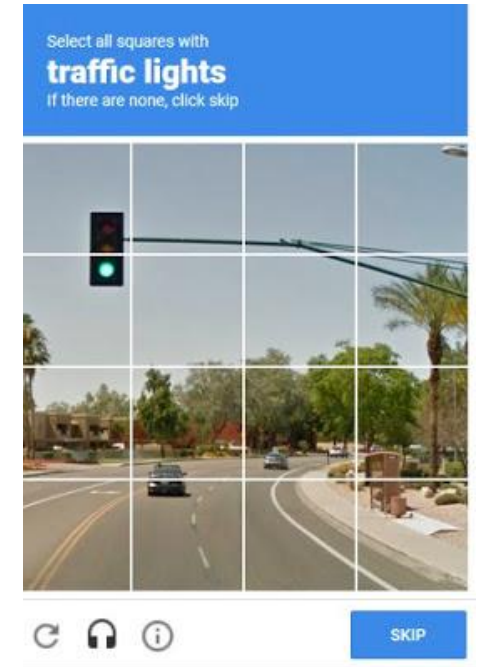 Select all squares with
traffic lights
If there are none, click skip
SKIP